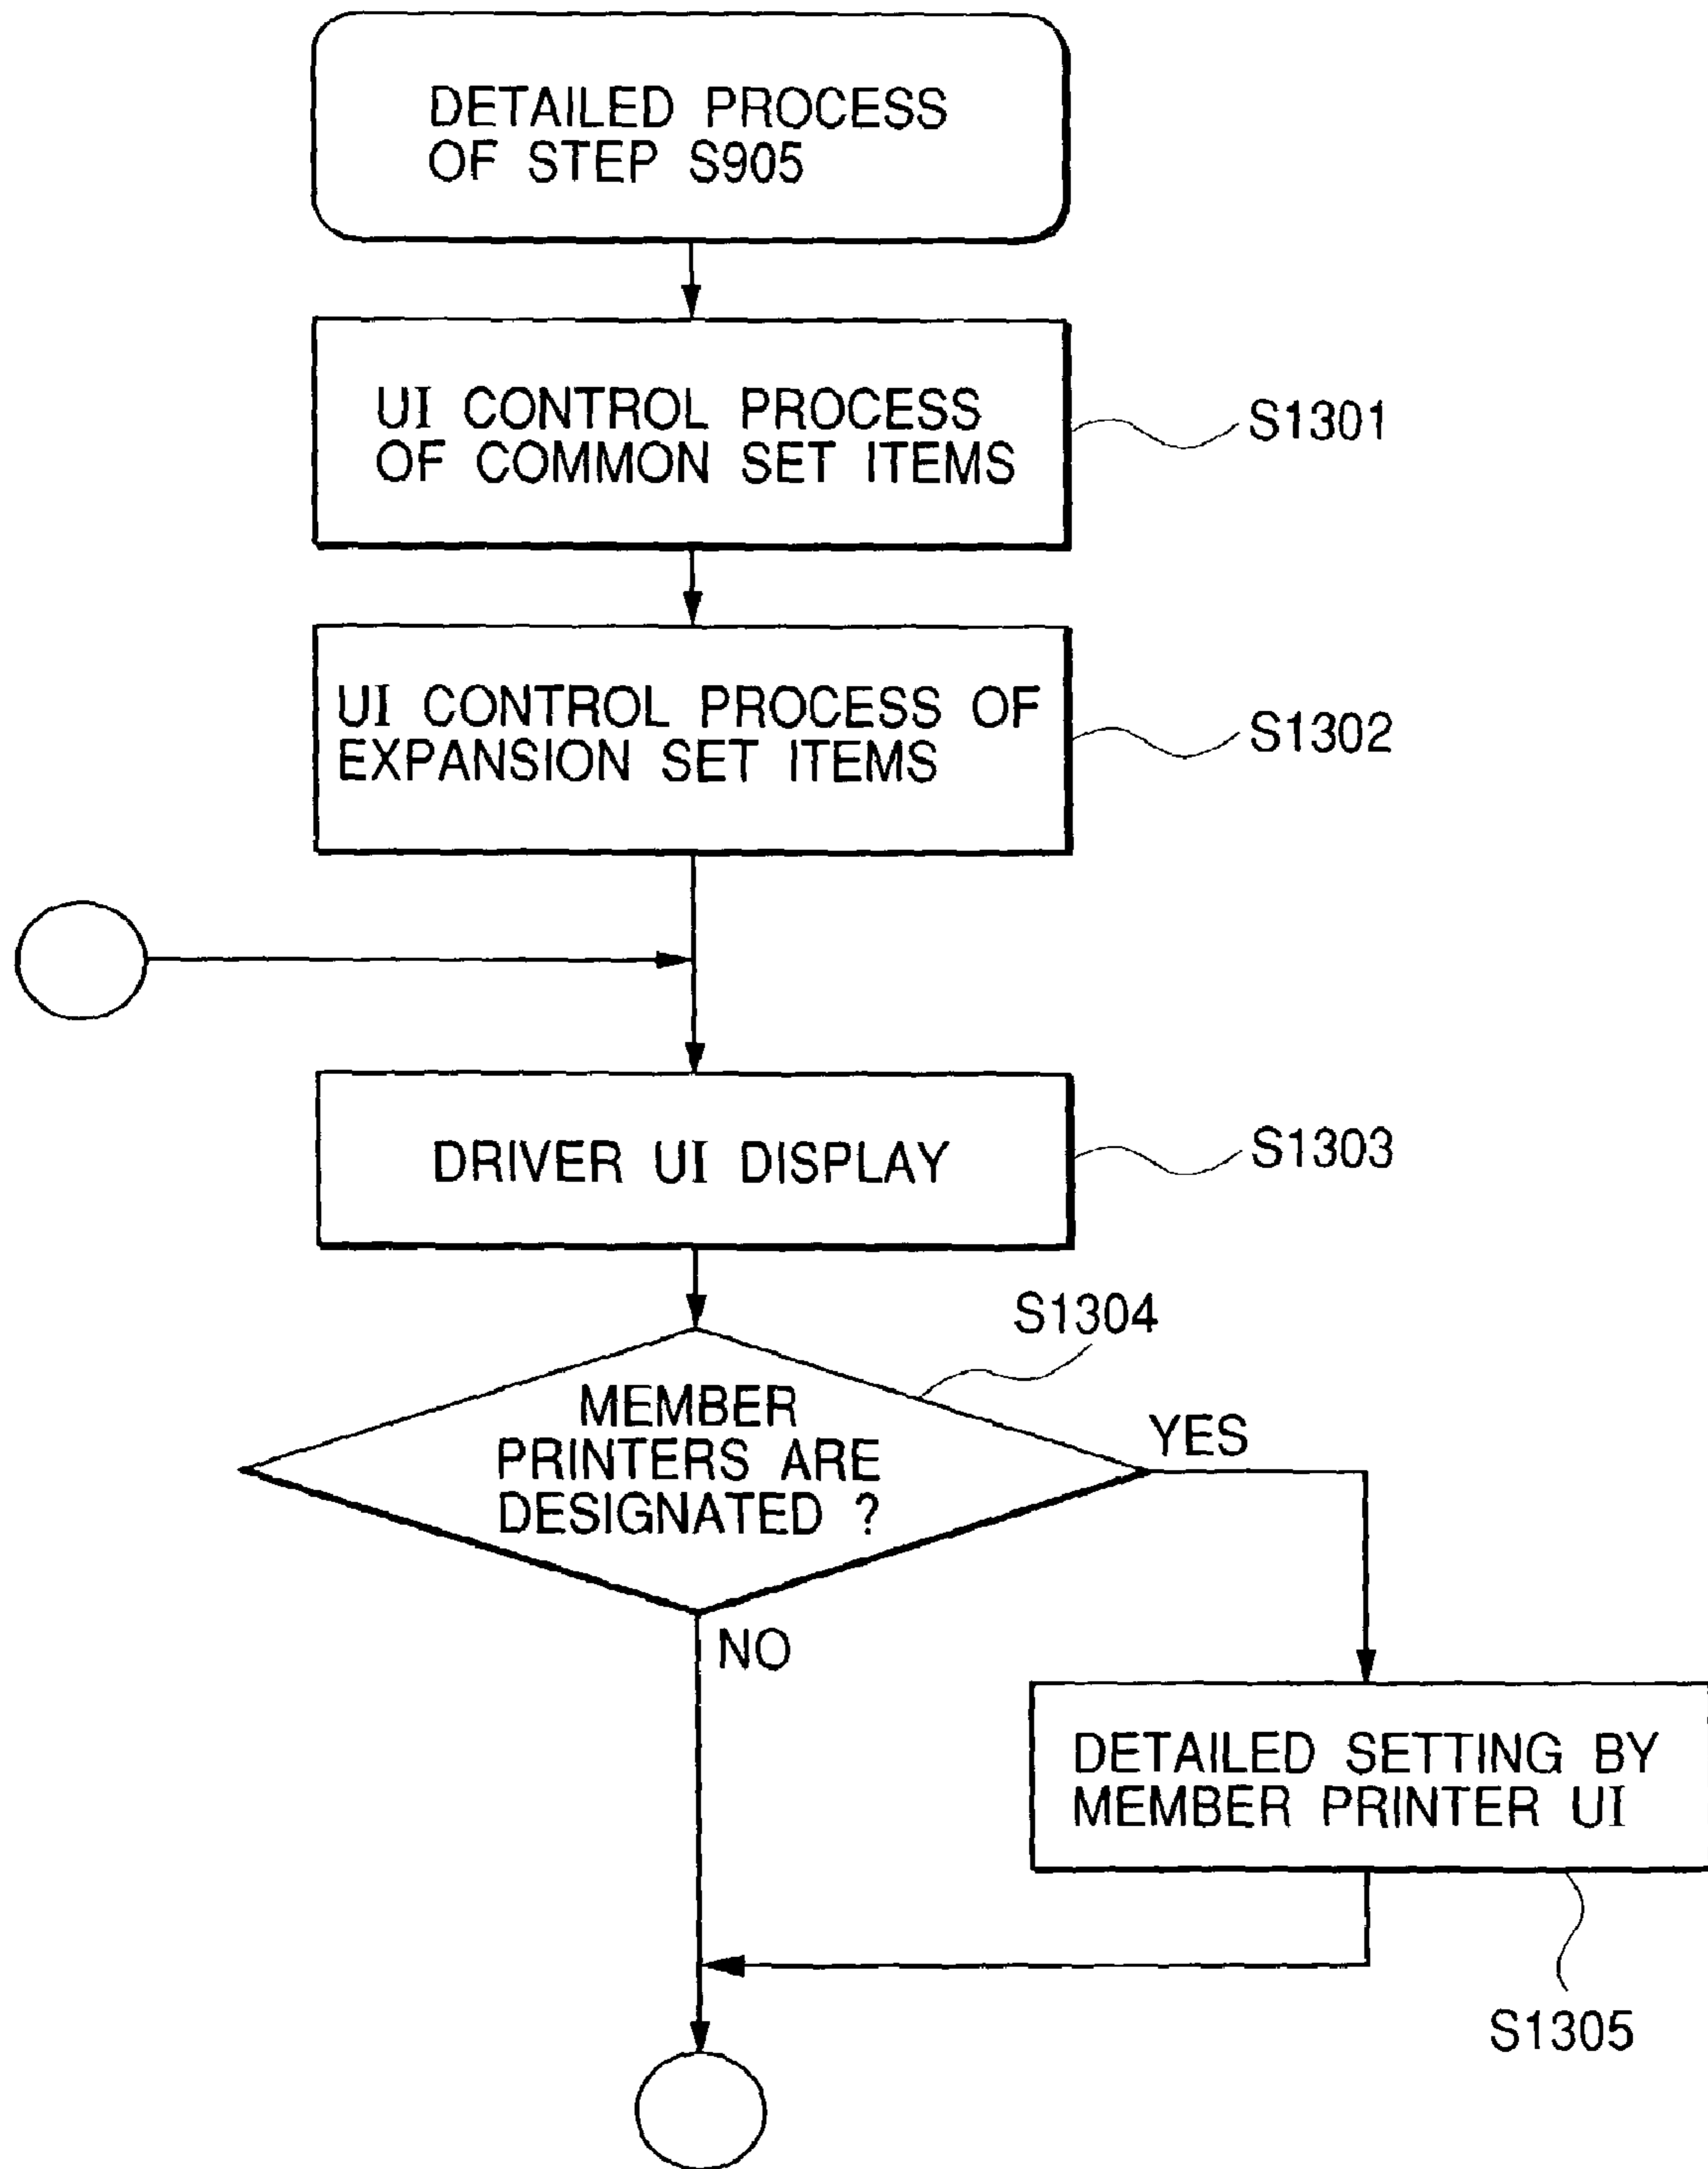 DETAILED PROCESS
OF STEP S905
UI CONTROL PROCESS
OF COMMON SET ITEMS
S1301
UI CONTROL PROCESS OF
EXPANSION SET ITEMS
S1302
DRIVER UI DISPLAY
S1303
S1304
MEMBER
PRINTERS ARE
DESIGNATED ?
YES
NO
DETAILED SETTING BY
MEMBER PRINTER UI
S1305